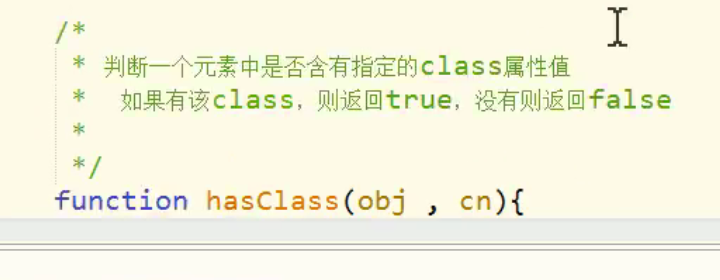 /*
* 判断一个元素中是否含有指定的class属性值
* 如果有该class，则返回true，没有则返回false
*
*/
function hasClass(obj , cn){